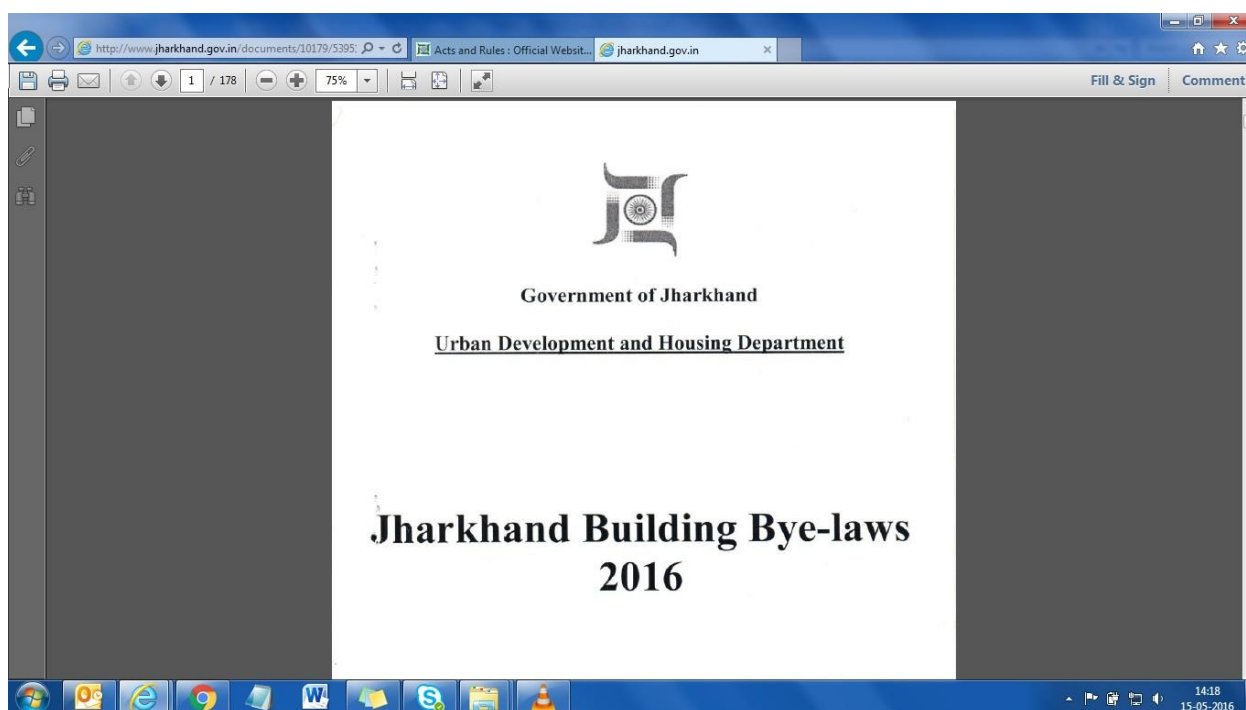 http://www.jharkhand.gov.in/documents/10179/5395
Acts and Rules : Official Websit...
jharkhand.gov.in
1 / 178
75%
Fill & Sign
Comment
Government of Jharkhand
Urban Development and Housing Department
Jharkhand Building Bye-laws
2016
14:18
15-05-2016